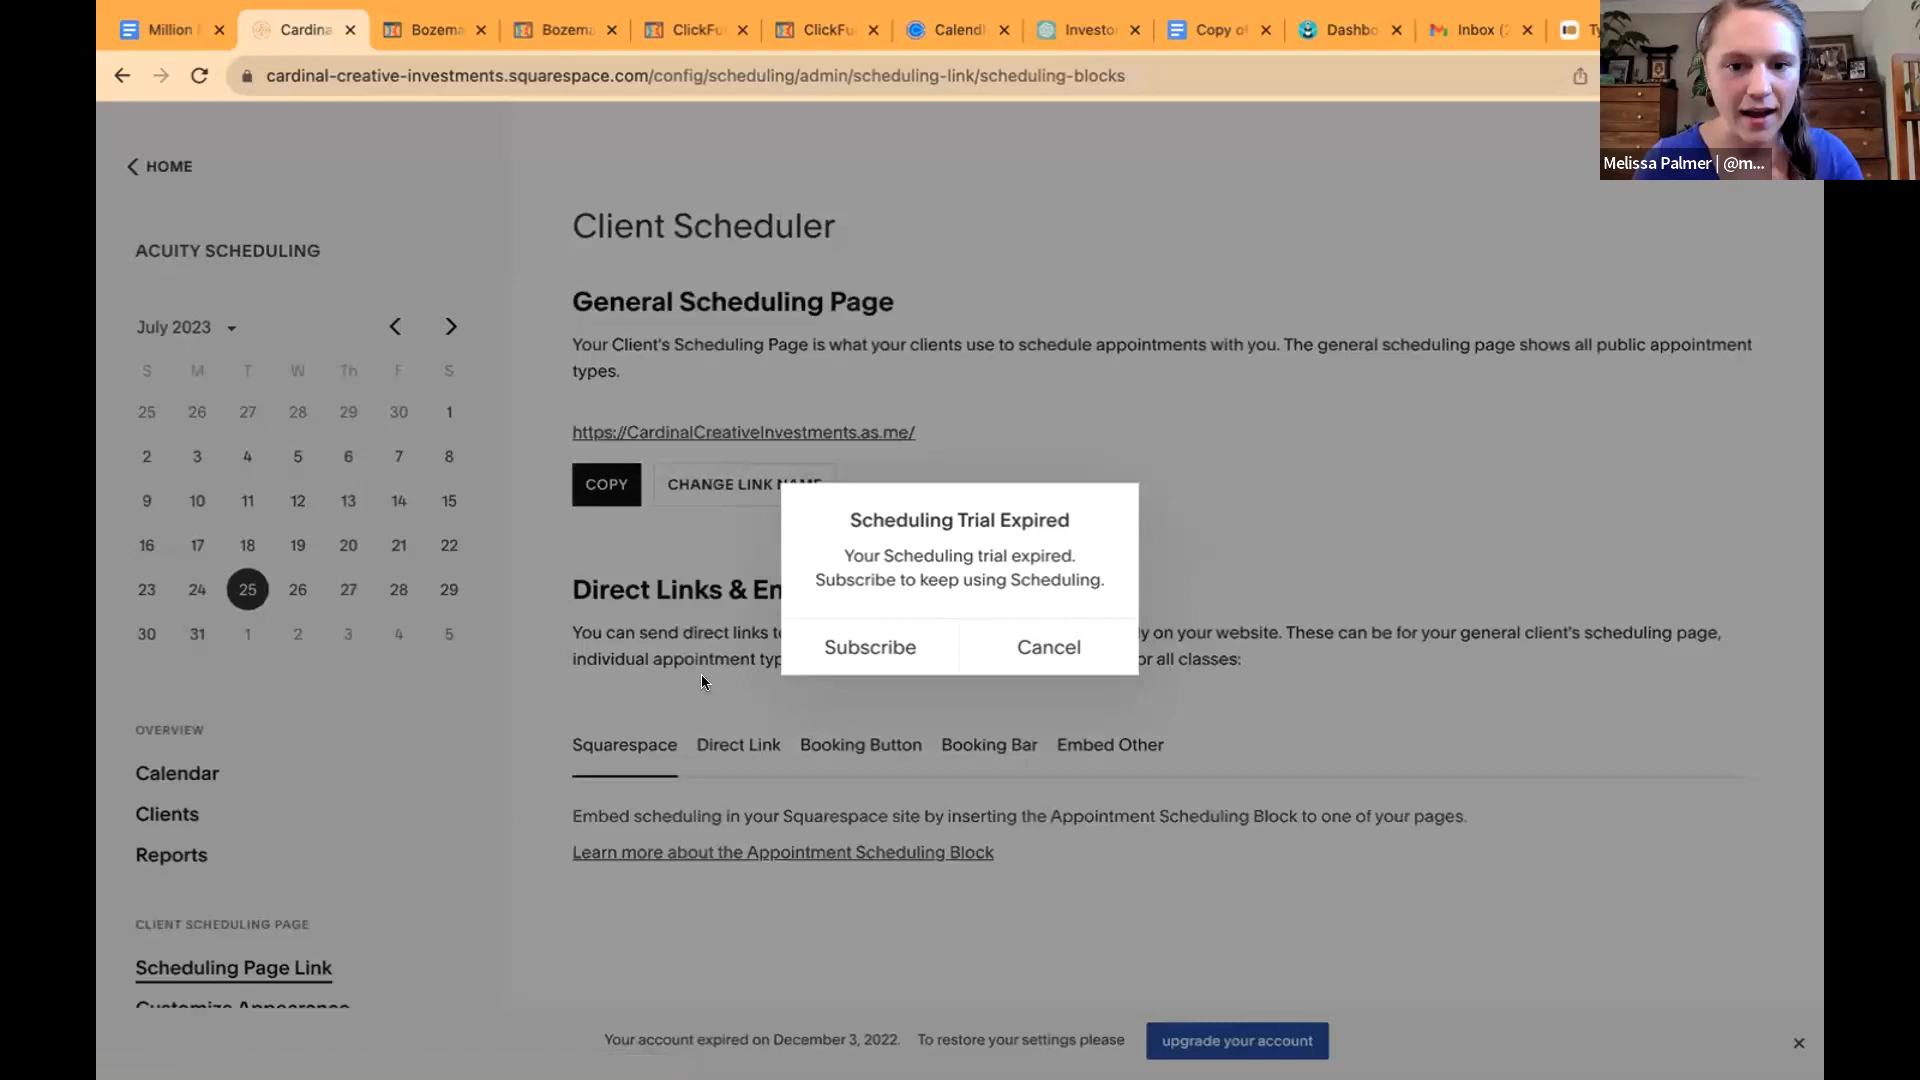 Million
Cardina
Bozema
Bozema
ClickFu
ClickFu
Calendl
Investo
Copy of
Dashbo
Inbox (2
Ty
cardinal-creative-investments.squarespace.com/config/scheduling/admin/scheduling-link/scheduling-blocks
Melissa Palmer | @m...
HOME
ACUITY SCHEDULING
July 2023
S M T W Th F S
25 26 27 28 29 30 1
2 3 4 5 6 7 8
9 10 11 12 13 14 15
16 17 18 19 20 21 22
23 24 25 26 27 28 29
30 31 1 2 3 4 5
OVERVIEW
Calendar
Clients
Reports
CLIENT SCHEDULING PAGE
Scheduling Page Link
Customize Appearance
Client Scheduler
General Scheduling Page
Your Client's Scheduling Page is what your clients use to schedule appointments with you. The general scheduling page shows all public appointment
types.
https://CardinalCreativeInvestments.as.me/
COPY
CHANGE LINK NAME
Scheduling Trial Expired
Your Scheduling trial expired.
Subscribe to keep using Scheduling.
Subscribe
Cancel
Direct Links & En
You can send direct links t
ly on your website. These can be for your general client's scheduling page,
individual appointment typ
or all classes:
Squarespace
Direct Link
Booking Button
Booking Bar
Embed Other
Embed scheduling in your Squarespace site by inserting the Appointment Scheduling Block to one of your pages.
Learn more about the Appointment Scheduling Block
Your account expired on December 3, 2022. To restore your settings please
upgrade your account